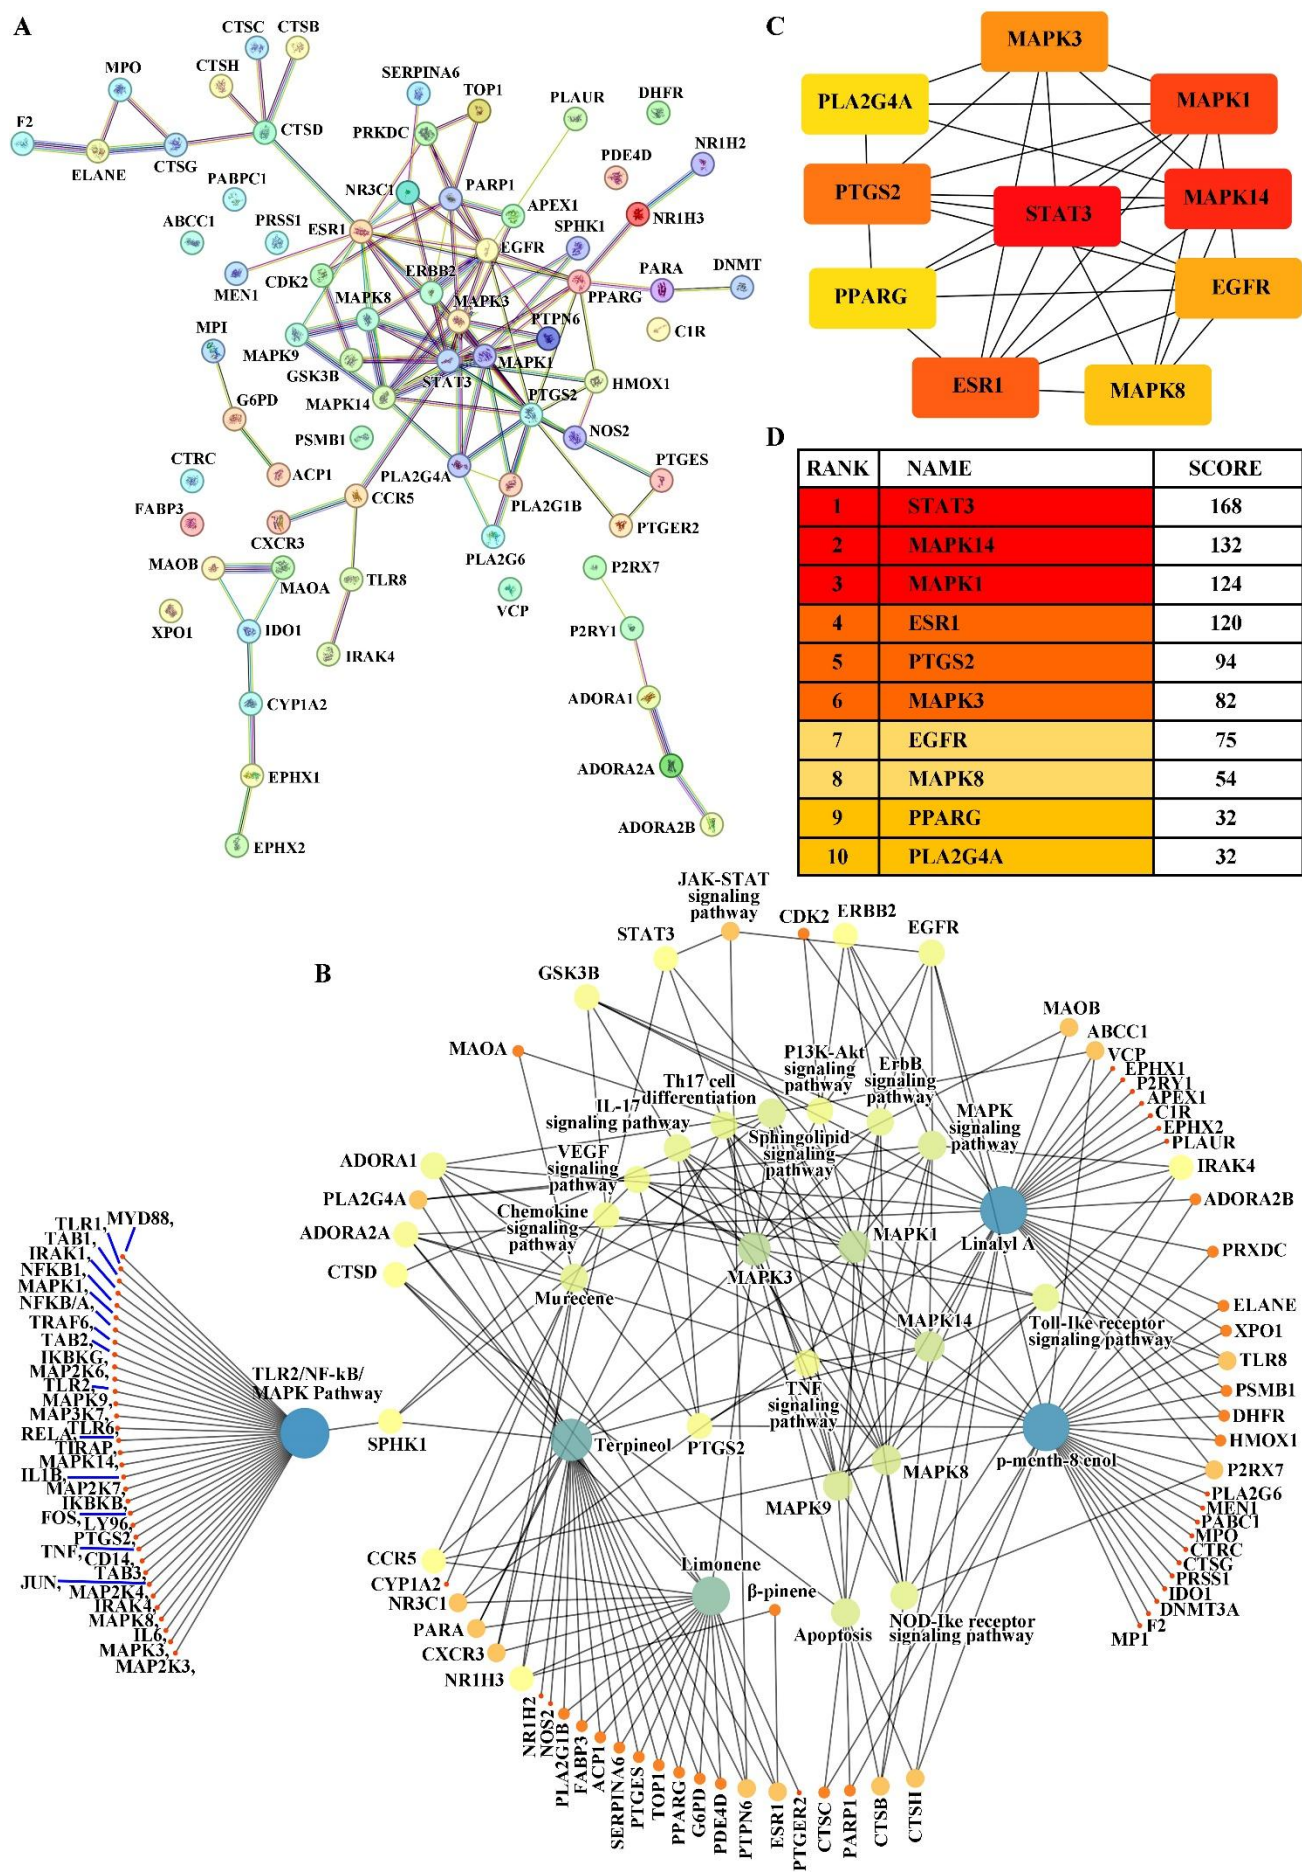 A
CTSC
CTSB
MPO
CTSH
F2
CTSD
ELANE
CTSG
SERPINA6
TOP1
PRKDC
PLAUR
DHFR
PDE4D
NR1H2
PABPC1
NR3C1
PARP1
APEX1
NR1H3
ABCC1
PRSS1
ESR1
EGFR
SPHK1
MEN1
CDK2
ERBB2
PPARG
PARA
DNMT
MAPK8
MAPK3
PTPN6
C1R
MPI
MAPK9
GSK3B
STAT3
MAPK1
HMOX1
G6PD
MAPK14
PTGS2
PSMB1
NOS2
CTRC
ACP1
PLA2G4A
PTGES
FABP3
CCR5
PLA2G1B
CXCR3
PTGER2
MAOB
MAOA
TLR8
PLA2G6
P2RX7
VCP
XPO1
IDO1
IRAK4
P2RY1
CYP1A2
ADORA1
EPHX1
ADORA2A
EPHX2
ADORA2B
C
MAPK3
PLA2G4A
MAPK1
PTGS2
STAT3
MAPK14
PPARG
EGFR
ESR1
MAPK8
D
RANK NAME SCORE
1 STAT3 168
2 MAPK14 132
3 MAPK1 124
4 ESR1 120
5 PTGS2 94
6 MAPK3 82
7 EGFR 75
8 MAPK8 54
9 PPARG 32
10 PLA2G4A 32
B
JAK-STAT
signaling
pathway
CDK2
ERBB2
STAT3
EGFR
GSK3B
MAOA
MAOB
ABCC1
VCP
EPHX1
P2RY1
APEX1
C1R
EPHX2
PLAUR
IRAK4
ADORA2B
PRXDC
ELANE
XPO1
TLR8
PSMB1
DHFR
HMOX1
P2RX7
PLA2G6
MEN1
PABC1
MPO
CTRC
CTSG
PRSS1
IDO1
DNMT3A
F2
MP1
P13K-Akt
signaling
pathway
ErbB
signaling
pathway
Th17 cell
differentiation
IL-17
signaling pathway
Sphingolipid
signaling
pathway
MAPK
signaling
pathway
VEGF
signaling
pathway
Chemokine
signaling
pathway
ADORA1
PLA2G4A
ADORA2A
CTSD
Murecene
MAPK3
MAPK1
Linalyl A
MAPK14
Toll-Ike receptor
signaling pathway
TNF
signaling
pathway
TLR2/NF-kB/
MAPK Pathway
SPHK1
Terpineol
PTGS2
MAPK8
MAPK9
p-menth-8 enol
CCR5
CYP1A2
NR3C1
PARA
CXCR3
NR1H3
Limonene
β-pinene
Apoptosis
NOD-Ike receptor
signaling pathway
NR1H2
NOS2
PLA2G1B
FABP3
ACP1
SERPINA6
PTGES
TOP1
PPARG
G6PD
PDE4D
PTPN6
ESR1
PTGER2
CTSC
PARP1
CTSB
CTSH
MYD88,
TLR1,
TAB1,
IRAK1,
NFKB1,
MAPK1,
NFKB/A,
TRAF6,
TAB2,
IKBKG,
MAP2K6,
TLR2,
MAPK9,
MAP3K7,
TLR6,
RELA,
TIRAP,
MAPK14,
IL1B,
MAP2K7,
IKBKB,
FOS,
LY96,
PTGS2,
TNF,
CD14,
TAB3,
JUN,
MAP2K4,
IRAK4,
MAPK8,
IL6,
MAPK3,
MAP2K3,